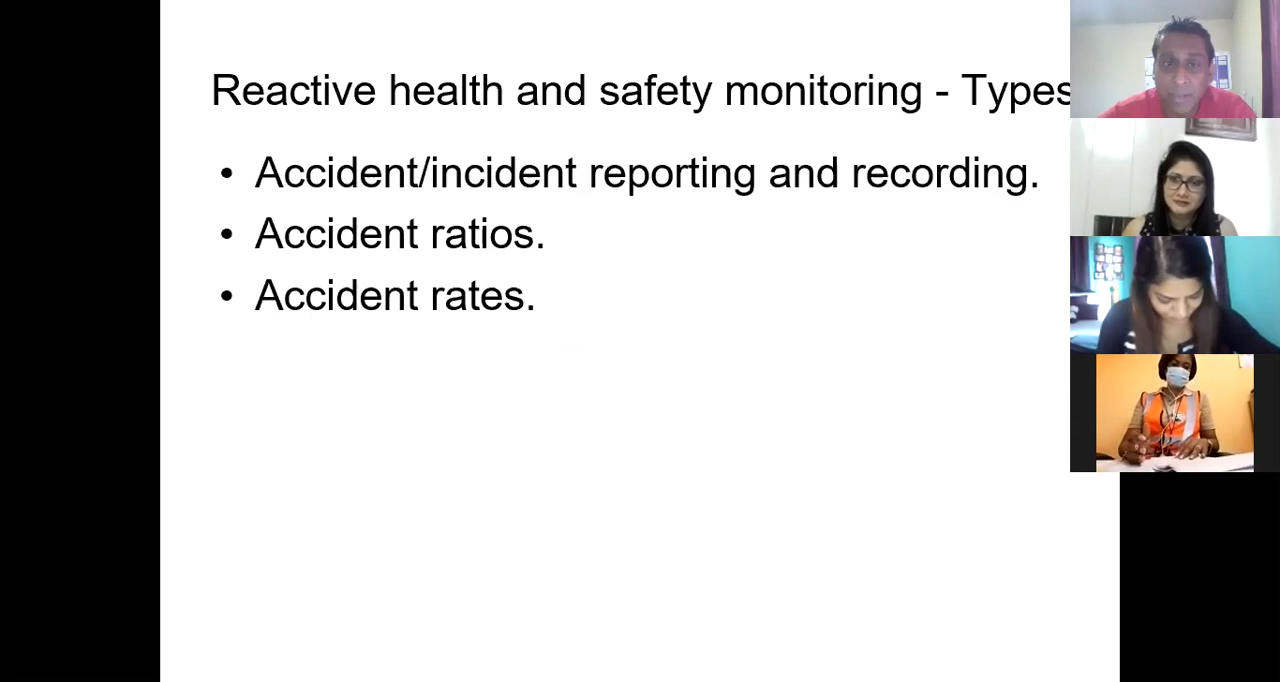 Reactive health and safety monitoring - Types
• Accident/incident reporting and recording.
• Accident ratios.
• Accident rates.